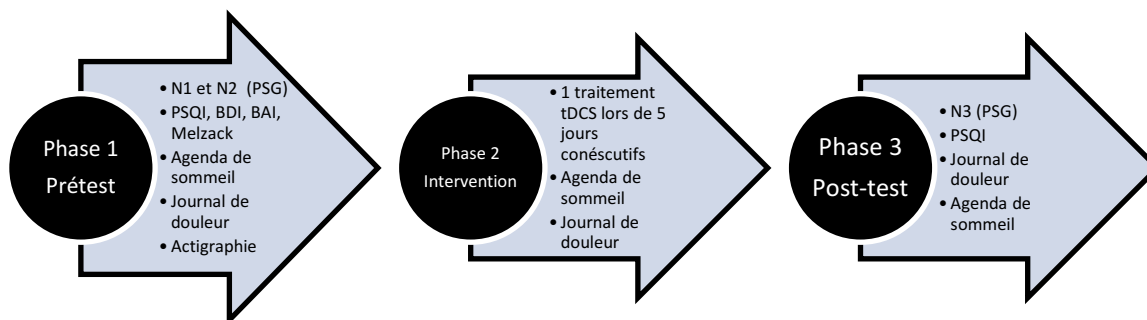 Phase 1
Prétest
• N1 et N2 (PSG)
• PSQI, BDI, BAI,
Melzack
• Agenda de
sommeil
• Journal de
douleur
• Actigraphie
Phase 2
Intervention
• 1 traitement
tDCS lors de 5
jours
conéscutifs
• Agenda de
sommeil
• Journal de
douleur
Phase 3
Post-test
• N3 (PSG)
• PSQI
• Journal de
douleur
• Agenda de
sommeil